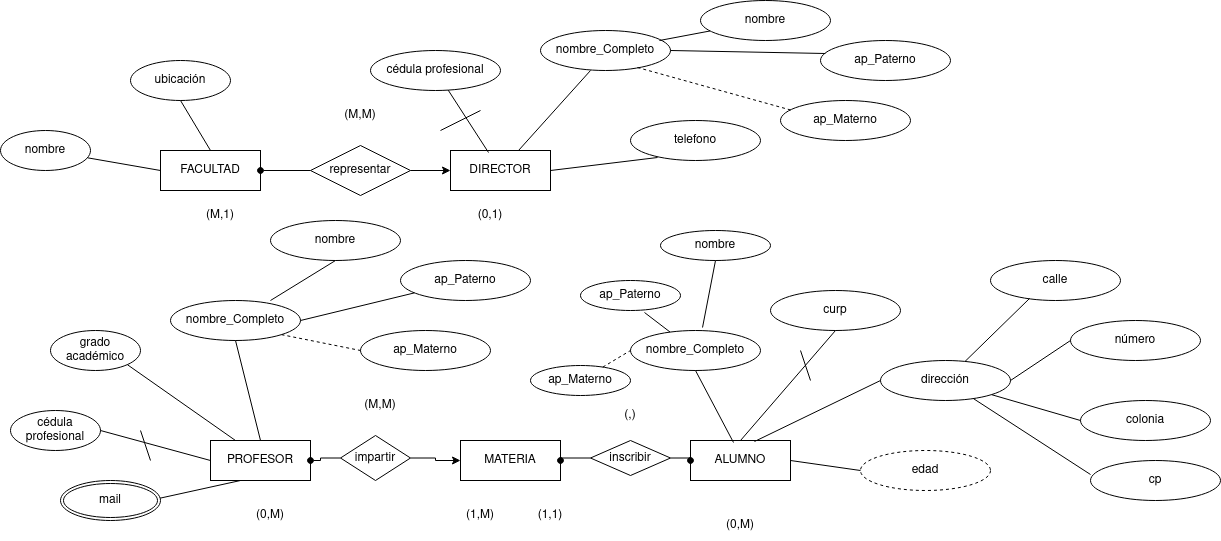 nombre
nombre_Completo
ap_Paterno
cédula profesional
ubicación
(M,M)
ap_Materno
telefono
nombre
FACULTAD
representar
DIRECTOR
(M,1)
(0,1)
nombre
ap_Paterno
nombre_Completo
ap_Materno
grado
académico
cédula
profesional
(M,M)
PROFESOR
impartir
MATERIA
mail
(0,M)
(1,M)
(1,1)
nombre
ap_Paterno
curp
nombre_Completo
ap_Materno
(,)
inscribir
ALUMNO
(0,M)
calle
número
dirección
colonia
edad
cp